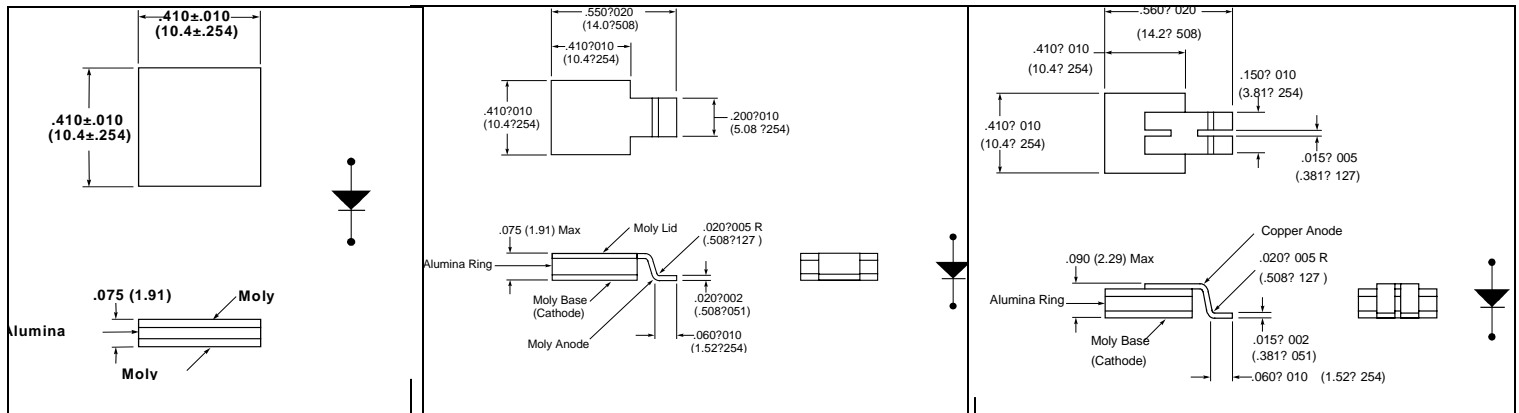 .410±.010
(10.4±.254)
.410±.010
(10.4±.254)
.075 (1.91)
Moly
Alumina
Moly
.550?020
(14.0?508)
.410?010
(10.4?254)
.410?010
(10.4?254)
.200?010
(5.08 ?254)
.075 (1.91) Max
Moly Lid
.020?005 R
(.508?127 )
Alumina Ring
Moly Base
(Cathode)
.020?002
(.508?051)
Moly Anode
.060?010
(1.52?254)
.560? 020
(14.2? 508)
.410? 010
(10.4? 254)
.150? 010
(3.81? 254)
.410? 010
(10.4? 254)
.015? 005
(.381? 127)
Copper Anode
.090 (2.29) Max
.020? 005 R
(.508? 127 )
Alumina Ring
Moly Base
(Cathode)
.015? 002
(.381? 051)
.060? 010 (1.52? 254)